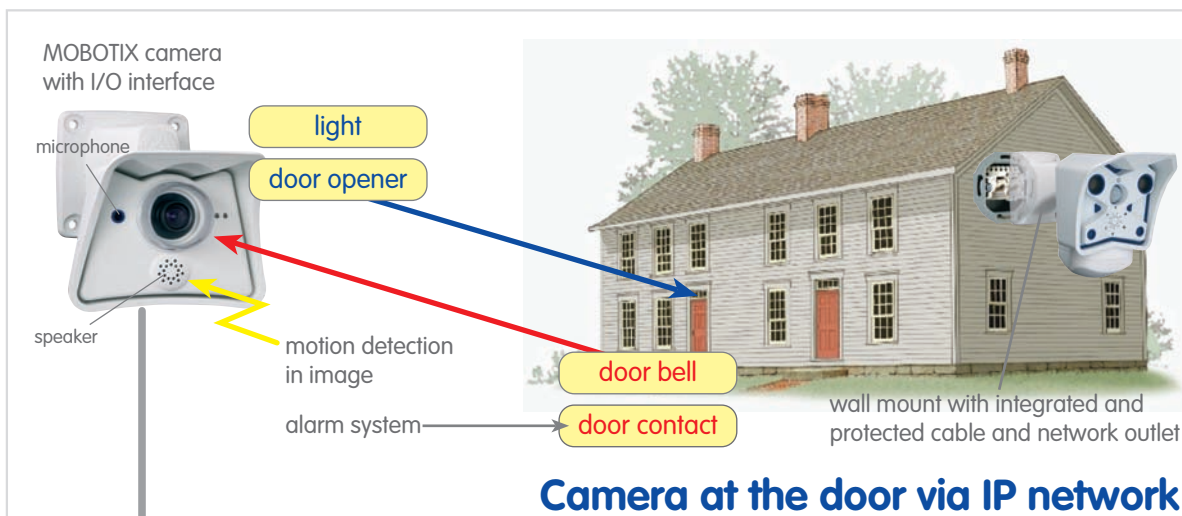 MOBOTIX camera
with I/O interface
light
microphone
door opener
speaker
motion detection
in image
door bell
alarm system
door contact
wall mount with integrated and
protected cable and network outlet
Camera at the door via IP network